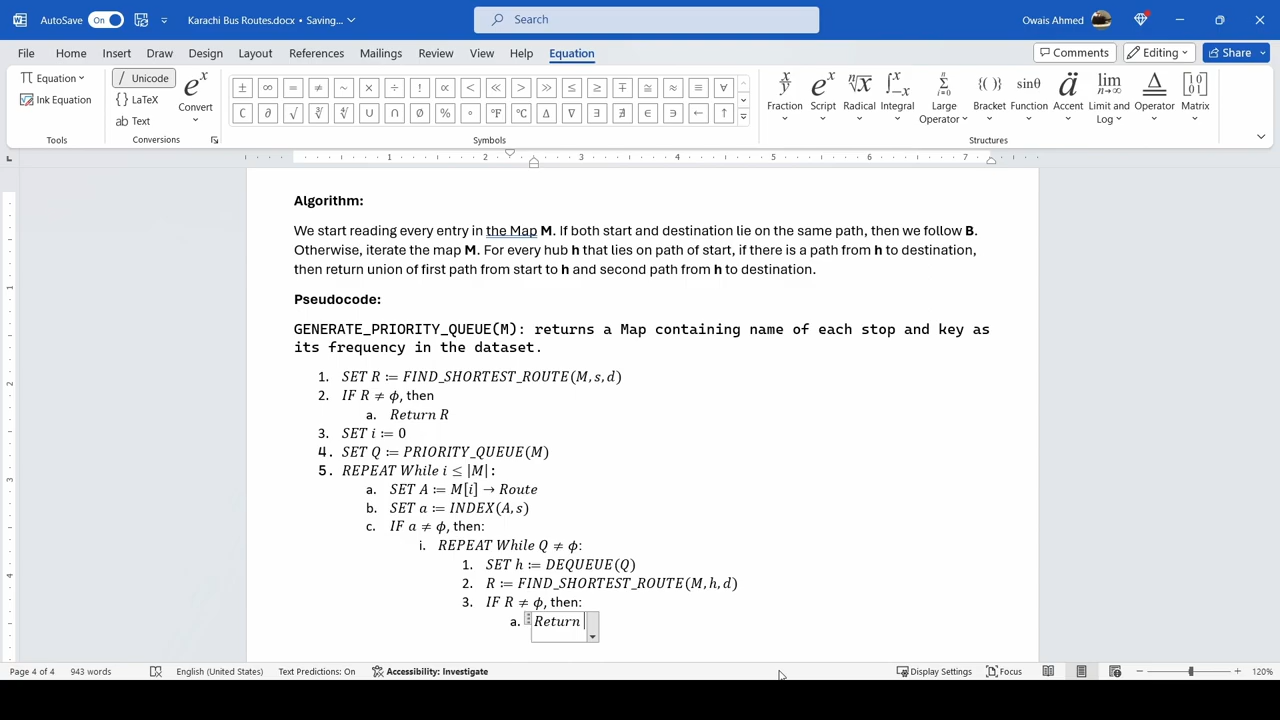 AutoSave On Karachi Bus Routes.docx • Saving... Search Owais Ahmed
File Home Insert Draw Design Layout References Mailings Review View Help Equation Comments Editing Share
Equation Unicode
Ink Equation LaTeX Convert
Text
Fraction Script Radical Integral Large Operator Bracket Function Accent Limit and Log Operator Matrix
Tools Conversions Symbols Structures
1 2 3 4 5 6 7
Algorithm:
We start reading every entry in the Map M. If both start and destination lie on the same path, then we follow B.
Otherwise, iterate the map M. For every hub h that lies on path of start, if there is a path from h to destination,
then return union of first path from start to h and second path from h to destination.
Pseudocode:
GENERATE_PRIORITY_QUEUE(M): returns a Map containing name of each stop and key as
its frequency in the dataset.
1. SET R ≔ FIND_SHORTEST_ROUTE(M, s, d)
2. IF R ≠ ϕ, then
a. Return R
3. SET i ≔ 0
4. SET Q ≔ PRIORITY_QUEUE(M)
5. REPEAT While i ≤ |M|:
a. SET A ≔ M[i] → Route
b. SET a ≔ INDEX(A, s)
c. IF a ≠ ϕ, then:
i. REPEAT While Q ≠ ϕ:
1. SET h ≔ DEQUEUE(Q)
2. R ≔ FIND_SHORTEST_ROUTE(M, h, d)
3. IF R ≠ ϕ, then:
a. Return
Page 4 of 4 943 words English (United States) Text Predictions: On Accessibility: Investigate Display Settings Focus 120%